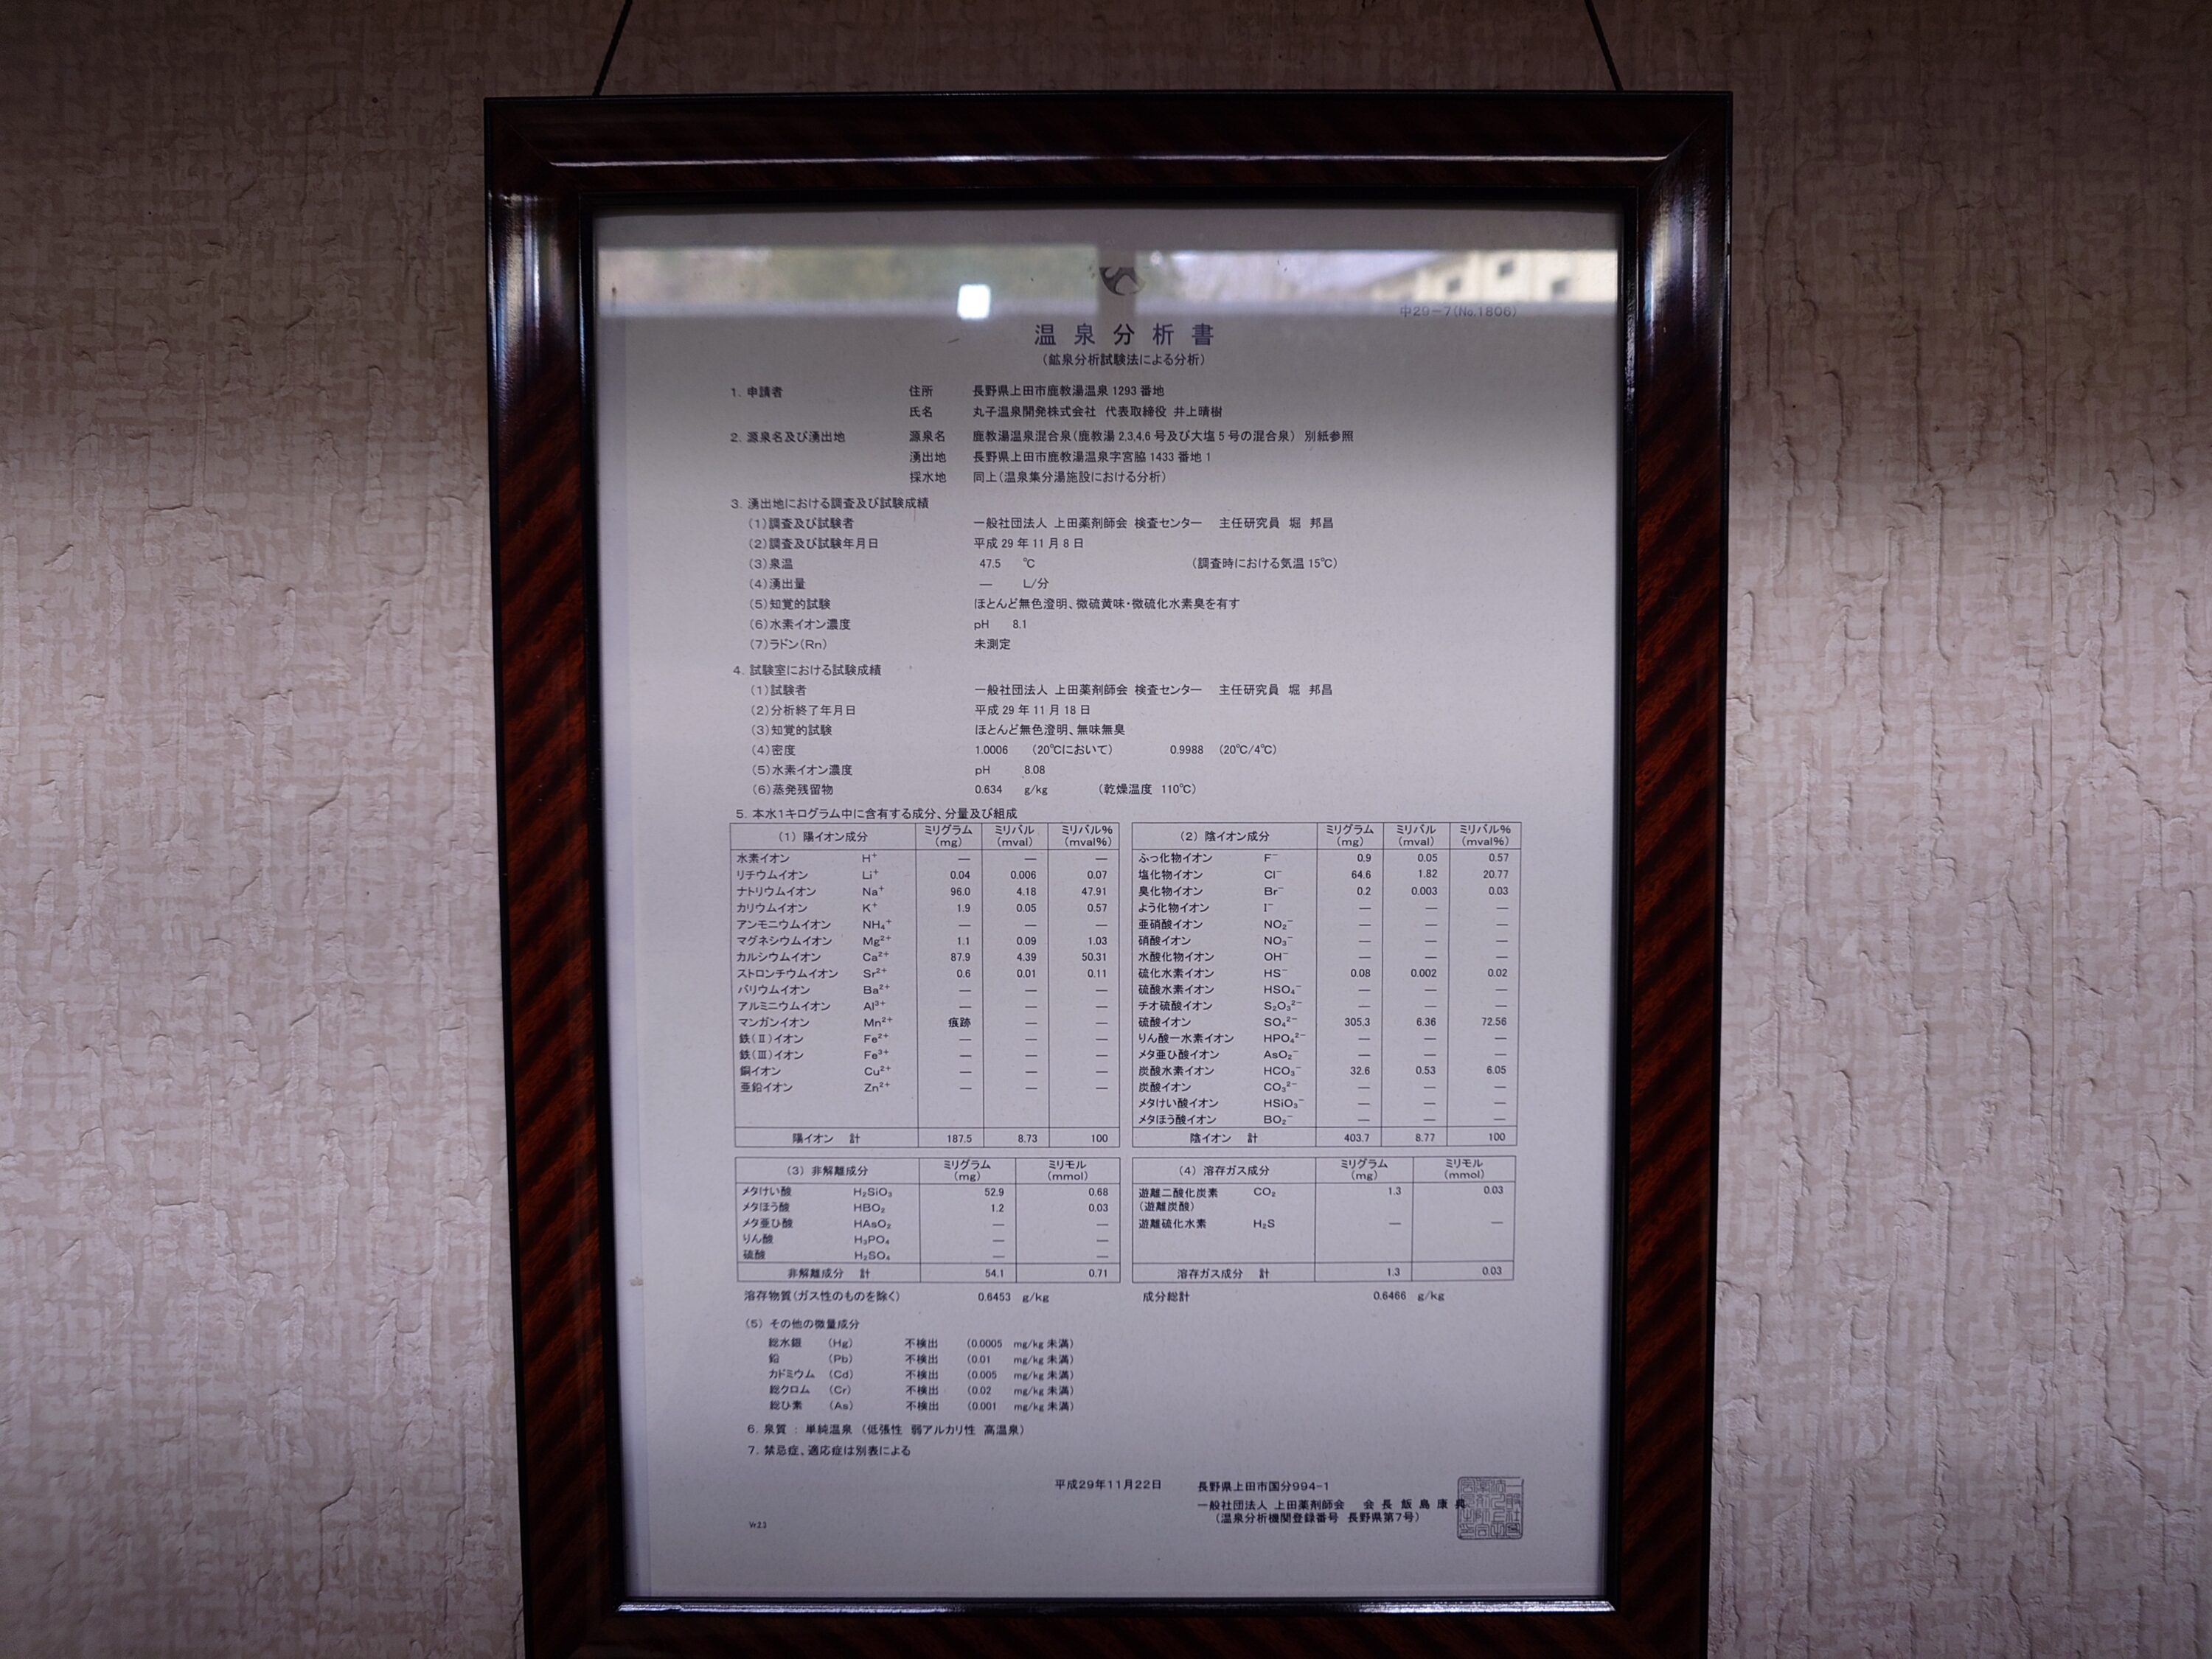 中29-7(No.1806)
温泉分析書
(鉱泉分析試験法による分析)
1. 申請者 住所 長野県上田市鹿教湯温泉 1293 番地
氏名 丸子温泉開発株式会社 代表取締役 井上晴樹
2. 源泉名及び湧出地 源泉名 鹿教湯温泉混合泉(鹿教湯 2,3,4,6 号及び大塩 5 号の混合泉) 別紙参照
湧出地 長野県上田市鹿教湯温泉字宮脇 1433 番地 1
採水地 同上(温泉集分湯施設における分析)
3. 湧出地における調査及び試験成績
(1)調査及び試験者 一般社団法人 上田薬剤師会 検査センター 主任研究員 堀 邦昌
(2)調査及び試験年月日 平成 29 年 11 月 8 日
(3)泉温 47.5 ℃ (調査時における気温 15℃)
(4)湧出量 — L/分
(5)知覚的試験 ほとんど無色澄明、微硫黄味・微硫化水素臭を有す
(6)水素イオン濃度 pH 8.1
(7)ラドン(Rn) 未測定
4. 試験室における試験成績
(1)試験者 一般社団法人 上田薬剤師会 検査センター 主任研究員 堀 邦昌
(2)分析終了年月日 平成 29 年 11 月 18 日
(3)知覚的試験 ほとんど無色澄明、無味無臭
(4)密度 1.0006 (20℃において) 0.9988 (20℃/4℃)
(5)水素イオン濃度 pH 8.08
(6)蒸発残留物 0.634 g/kg (乾燥温度 110℃)
5. 本水1キログラム中に含有する成分、分量及び組成
(1) 陽イオン成分 ミリグラム(mg) ミリバル(mval) ミリバル%(mval%)
水素イオン H⁺ — — —
リチウムイオン Li⁺ 0.04 0.006 0.07
ナトリウムイオン Na⁺ 96.0 4.18 47.91
カリウムイオン K⁺ 1.9 0.05 0.57
アンモニウムイオン NH₄⁺ — — —
マグネシウムイオン Mg²⁺ 1.1 0.09 1.03
カルシウムイオン Ca²⁺ 87.9 4.39 50.31
ストロンチウムイオン Sr²⁺ 0.6 0.01 0.11
バリウムイオン Ba²⁺ — — —
アルミニウムイオン Al³⁺ — — —
マンガンイオン Mn²⁺ 痕跡 — —
鉄(Ⅱ)イオン Fe²⁺ — — —
鉄(Ⅲ)イオン Fe³⁺ — — —
銅イオン Cu²⁺ — — —
亜鉛イオン Zn²⁺ — — —
陽イオン 計 187.5 8.73 100
(2) 陰イオン成分 ミリグラム(mg) ミリバル(mval) ミリバル%(mval%)
ふっ化物イオン F⁻ 0.9 0.05 0.57
塩化物イオン Cl⁻ 64.6 1.82 20.77
臭化物イオン Br⁻ 0.2 0.003 0.03
よう化物イオン I⁻ — — —
亜硝酸イオン NO₂⁻ — — —
硝酸イオン NO₃⁻ — — —
水酸化物イオン OH⁻ — — —
硫化水素イオン HS⁻ 0.08 0.002 0.02
硫酸水素イオン HSO₄⁻ — — —
チオ硫酸イオン S₂O₃²⁻ — — —
硫酸イオン SO₄²⁻ 305.3 6.36 72.56
りん酸一水素イオン HPO₄²⁻ — — —
メタ亜ひ酸イオン AsO₂⁻ — — —
炭酸水素イオン HCO₃⁻ 32.6 0.53 6.05
炭酸イオン CO₃²⁻ — — —
メタけい酸イオン HSiO₃⁻ — — —
メタほう酸イオン BO₂⁻ — — —
陰イオン 計 403.7 8.77 100
(3) 非解離成分 ミリグラム(mg) ミリモル(mmol)
メタけい酸 H₂SiO₃ 52.9 0.68
メタほう酸 HBO₂ 1.2 0.03
メタ亜ひ酸 HAsO₂ — —
りん酸 H₃PO₄ — —
硫酸 H₂SO₄ — —
非解離成分 計 54.1 0.71
(4) 溶存ガス成分 ミリグラム(mg) ミリモル(mmol)
遊離二酸化炭素 CO₂ 1.3 0.03
(遊離炭酸)
遊離硫化水素 H₂S — —
溶存ガス成分 計 1.3 0.03
溶存物質(ガス性のものを除く) 0.6453 g/kg 成分総計 0.6466 g/kg
(5) その他の微量成分
総水銀 (Hg) 不検出 (0.0005 mg/kg 未満)
鉛 (Pb) 不検出 (0.01 mg/kg 未満)
カドミウム (Cd) 不検出 (0.005 mg/kg 未満)
総クロム (Cr) 不検出 (0.02 mg/kg 未満)
総ひ素 (As) 不検出 (0.001 mg/kg 未満)
6. 泉質 : 単純温泉 (低張性 弱アルカリ性 高温泉)
7. 禁忌症、適応症は別表による
平成29年11月22日 長野県上田市国分994-1
一般社団法人 上田薬剤師会 会 長 飯 島 康 典
(温泉分析機関登録番号 長野県第7号)
Vr.2.3